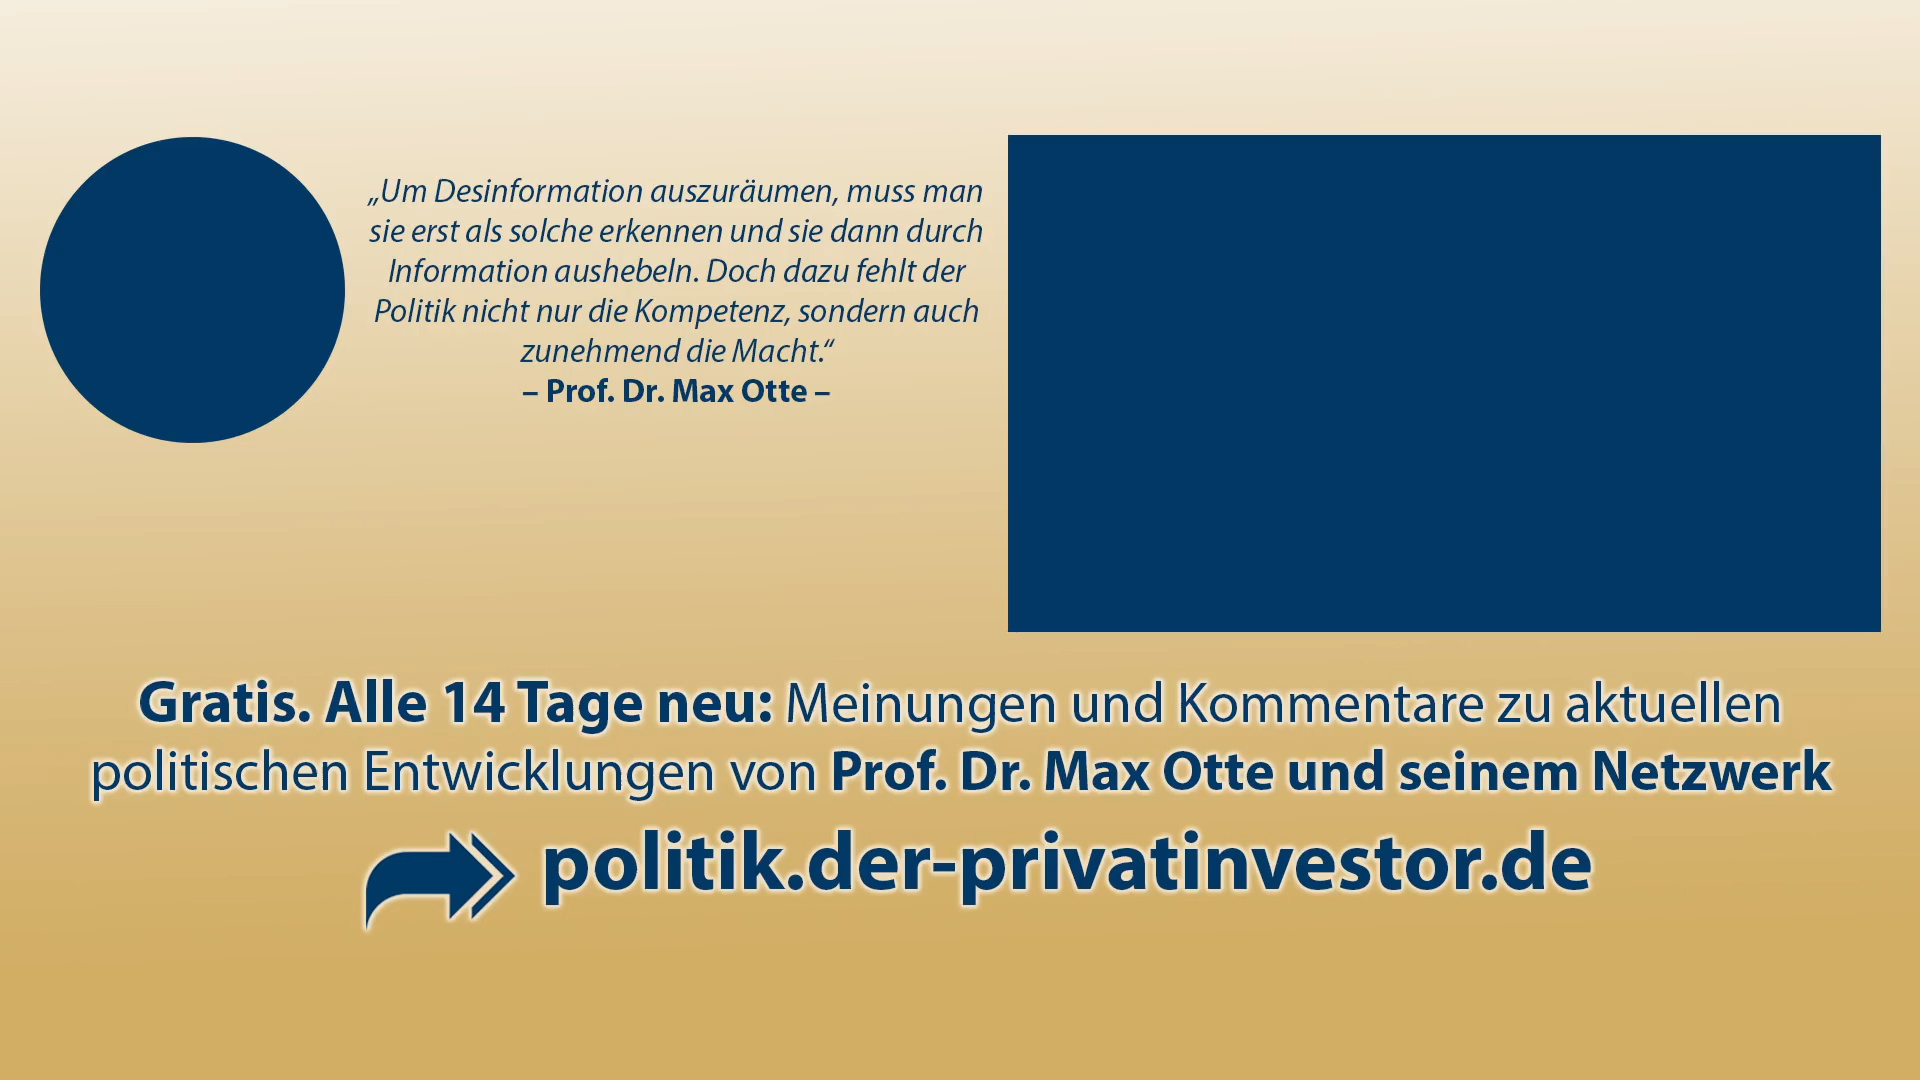 „Um Desinformation auszuräumen, muss man
sie erst als solche erkennen und sie dann durch
Information aushebeln. Doch dazu fehlt der
Politik nicht nur die Kompetenz, sondern auch
zunehmend die Macht.“
– Prof. Dr. Max Otte –
Gratis. Alle 14 Tage neu: Meinungen und Kommentare zu aktuellen
politischen Entwicklungen von Prof. Dr. Max Otte und seinem Netzwerk
politik.der-privatinvestor.de